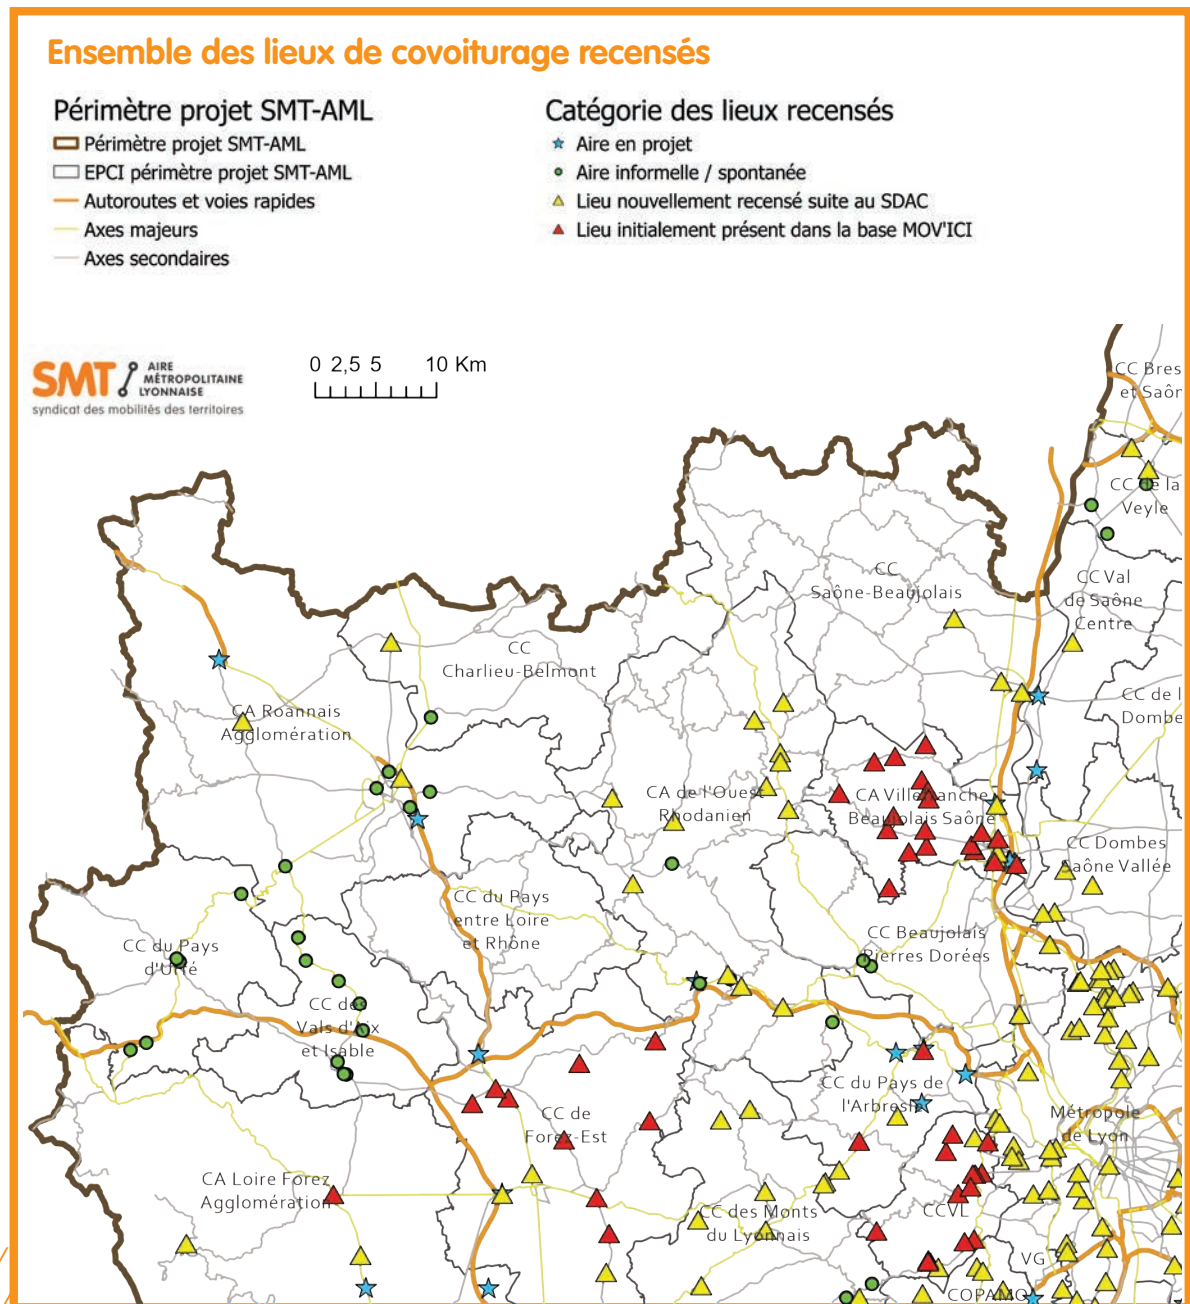 Ensemble des lieux de covoiturage recensés
Périmètre projet SMT-AML
Périmètre projet SMT-AML
EPCI périmètre projet SMT-AML
Autoroutes et voies rapides
Axes majeurs
Axes secondaires
Catégorie des lieux recensés
Aire en projet
Aire informelle / spontanée
Lieu nouvellement recensé suite au SDAC
Lieu initialement présent dans la base MOV'ICI
SMT
AIRE
MÉTROPOLITAINE
LYONNAISE
syndicat des mobilités des territoires
0 2,5 5 10 Km
CC Bres
et Saôn
CC de la
Veyle
CC
Saône-Beaujolais
CC Val
de Saône
Centre
CC
Charlieu-Belmont
CA Roannais
Agglomération
CC de l
Dombe
CA de l'Ouest
Rhodanien
CA Villefranche
Beaujolais Saône
CC Dombes
Saône Vallée
CC du Pays
entre Loire
et Rhône
CC du Pays
d'Urfé
CC Beaujolais
Pierres Dorées
CC des
Vals d'Aix
et Isable
CC du Pays de
l'Arbresle
CC de
Forez-Est
Métropole
de Lyon
CA Loire Forez
Agglomération
CC des Monts
du Lyonnais
CCVL
VG
COPAMO